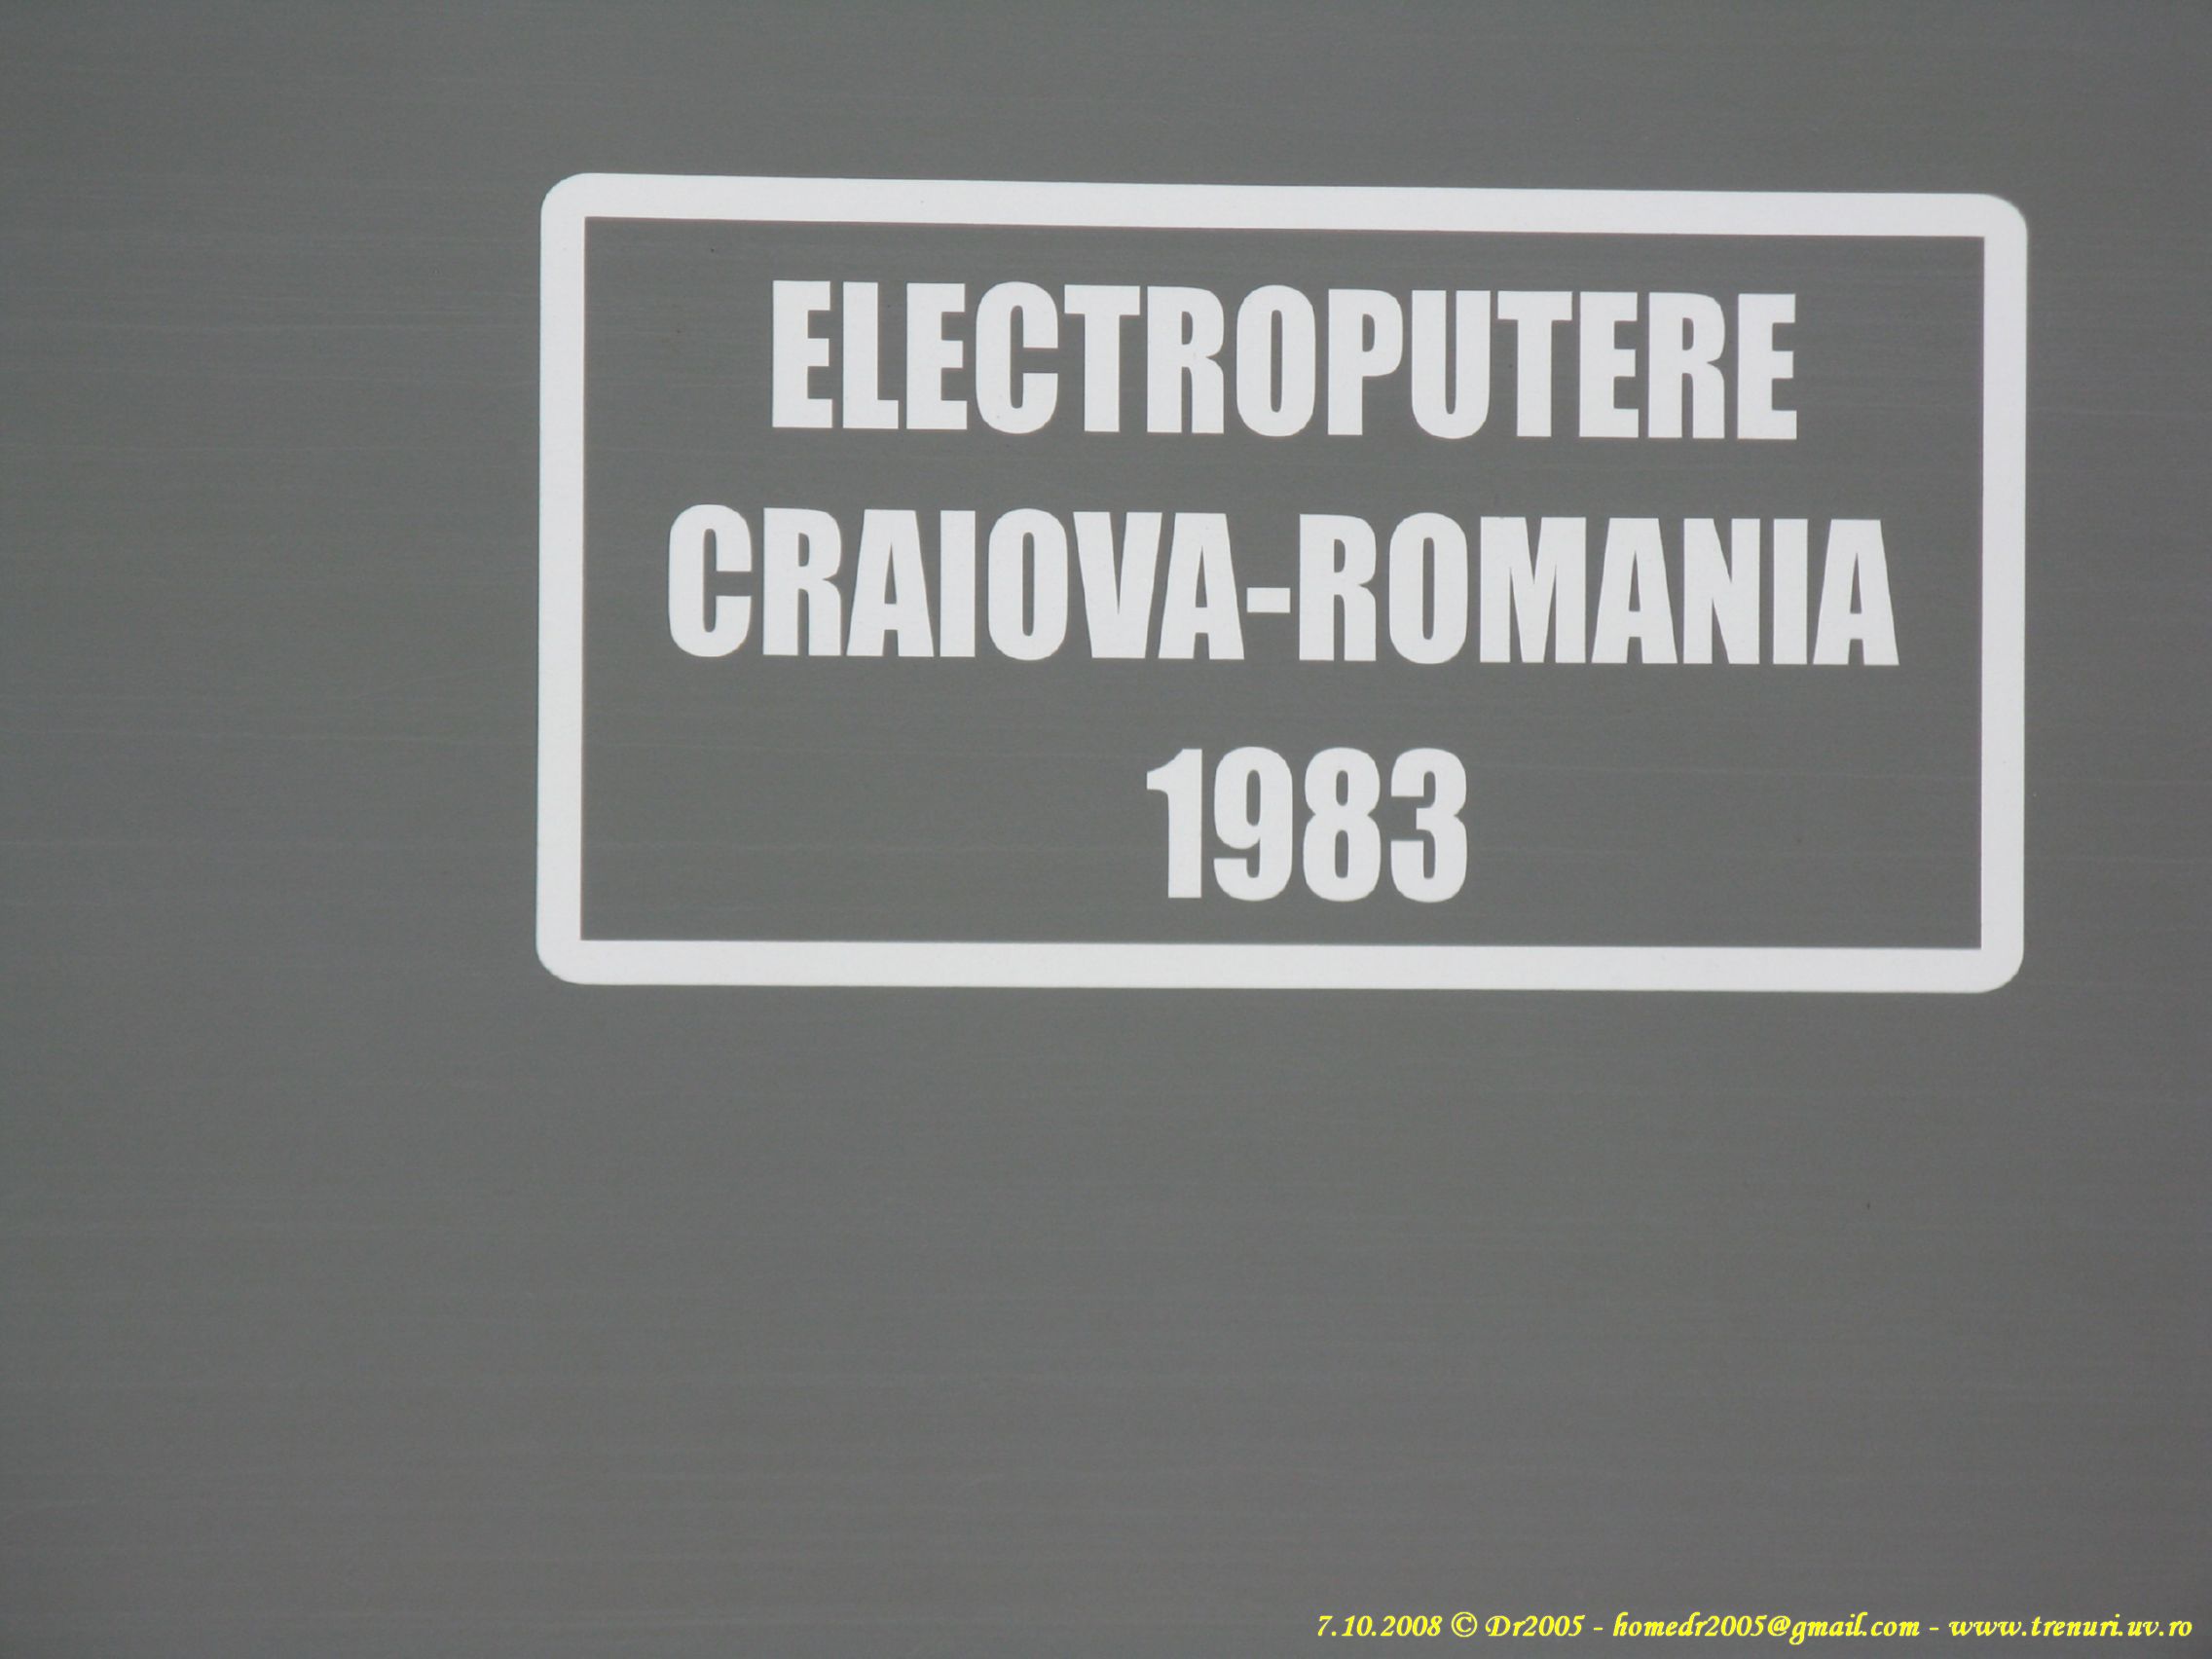 ELECTROPUTERE
CRAIOVA-ROMANIA
1983
7.10.2008 © Dr2005 - homedr2005@gmail.com - www.trenuri.uv.ro